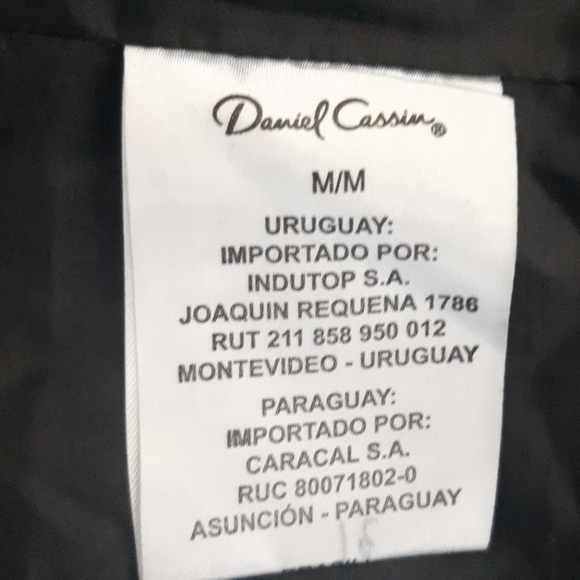 Daniel Cassin®
M/M
URUGUAY:
IMPORTADO POR:
INDUTOP S.A.
JOAQUIN REQUENA 1786
RUT 211 858 950 012
MONTEVIDEO - URUGUAY
PARAGUAY:
IMPORTADO POR:
CARACAL S.A.
RUC 80071802-0
ASUNCIÓN - PARAGUAY